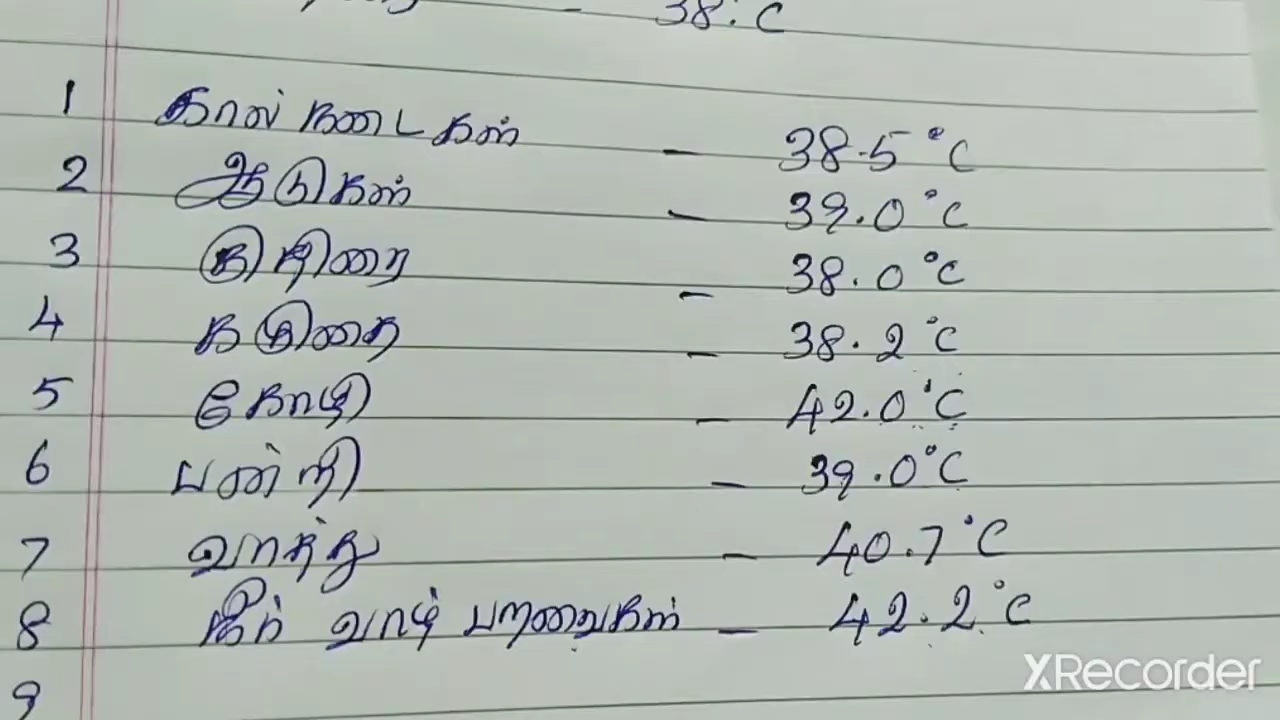 38.C
1 கால் நடைகள் - 38.5°C
2 ஆடுகள் - 39.0°C
3 குதிரை - 38.0°C
4 கழுதை - 38.2°C
5 கோழி - 42.0°C
6 பன்றி - 39.0°C
7 வாத்து - 40.7°C
8 நீர் வாழ் பறவைகள் - 42.2°C
9
XRecorder